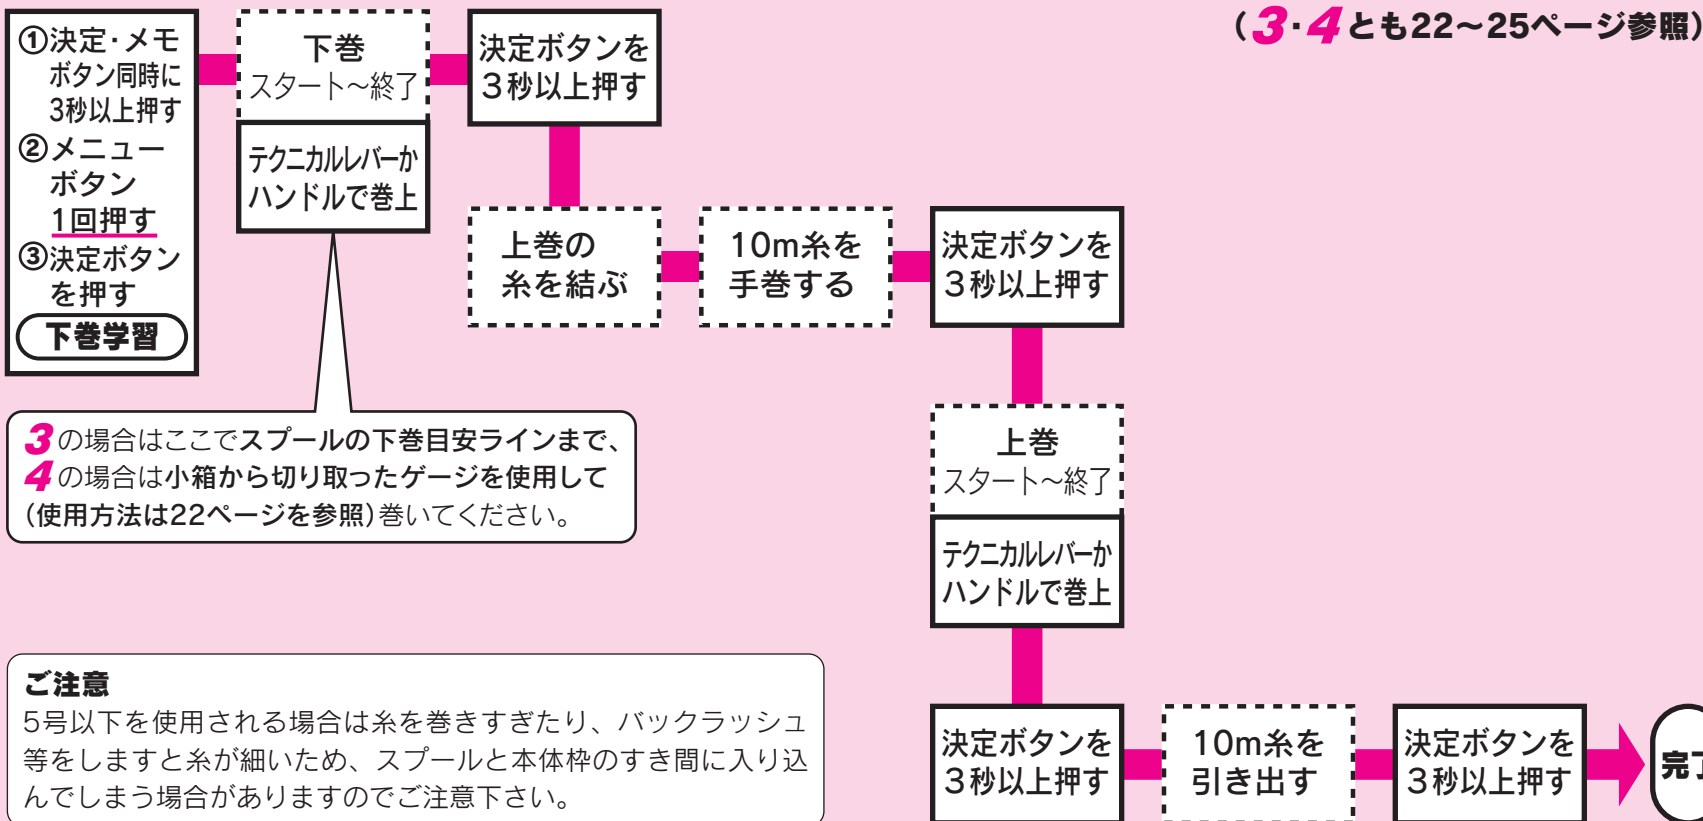 (3・4とも22〜25ページ参照)
①決定・メモ
ボタン同時に
3秒以上押す
②メニュー
ボタン
1回押す
③決定ボタン
を押す
下巻学習
下巻
スタート〜終了
テクニカルレバーか
ハンドルで巻上
決定ボタンを
3秒以上押す
上巻の
糸を結ぶ
10m糸を
手巻する
決定ボタンを
3秒以上押す
3の場合はここでスプールの下巻目安ラインまで、
4の場合は小箱から切り取ったゲージを使用して
(使用方法は22ページを参照)巻いてください。
上巻
スタート〜終了
テクニカルレバーか
ハンドルで巻上
決定ボタンを
3秒以上押す
10m糸を
引き出す
決定ボタンを
3秒以上押す
完了
ご注意
5号以下を使用される場合は糸を巻きすぎたり、バックラッシュ
等をしますと糸が細いため、スプールと本体枠のすき間に入り込
んでしまう場合がありますのでご注意下さい。